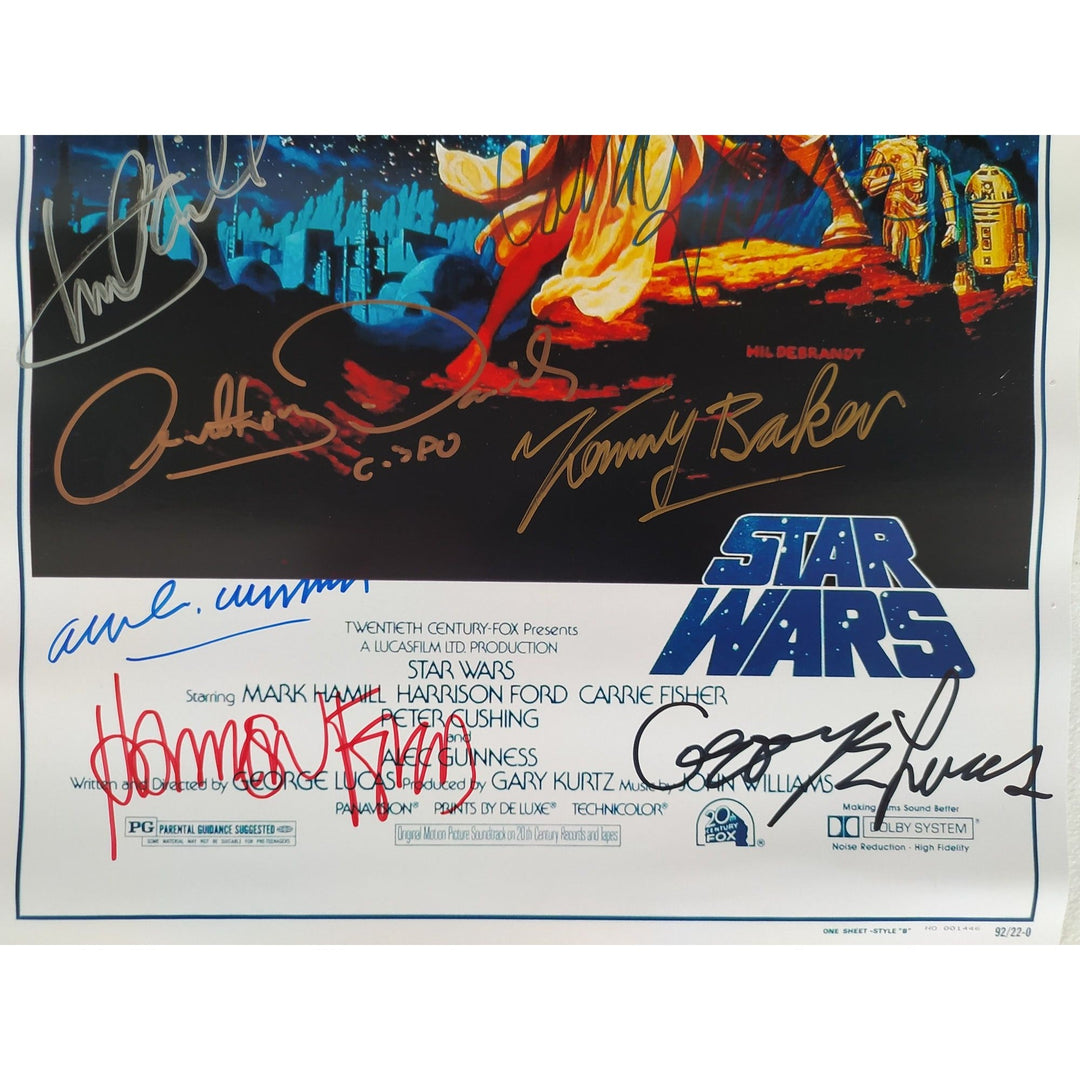 HILDEBRANDT
Anthony Daniels
C-3PO
Kenny Baker
STAR
WARS
TWENTIETH CENTURY-FOX Presents
A LUCASFILM LTD. PRODUCTION
STAR WARS
Starring MARK HAMILL HARRISON FORD CARRIE FISHER
PETER CUSHING
and
ALEC GUINNESS
Written and Directed by GEORGE LUCAS Produced by GARY KURTZ Music by JOHN WILLIAMS
PANAVISION® PRINTS BY DE LUXE® TECHNICOLOR®
Making Films Sound Better
PG PARENTAL GUIDANCE SUGGESTED
SOME MATERIAL MAY NOT BE SUITABLE FOR PRE-TEENAGERS
Original Motion Picture Soundtrack on 20th Century Records and Tapes
20th
CENTURY
FOX
®
DOLBY SYSTEM®
Noise Reduction · High Fidelity
ONE SHEET-STYLE "B" NO. 001446 92/22-0